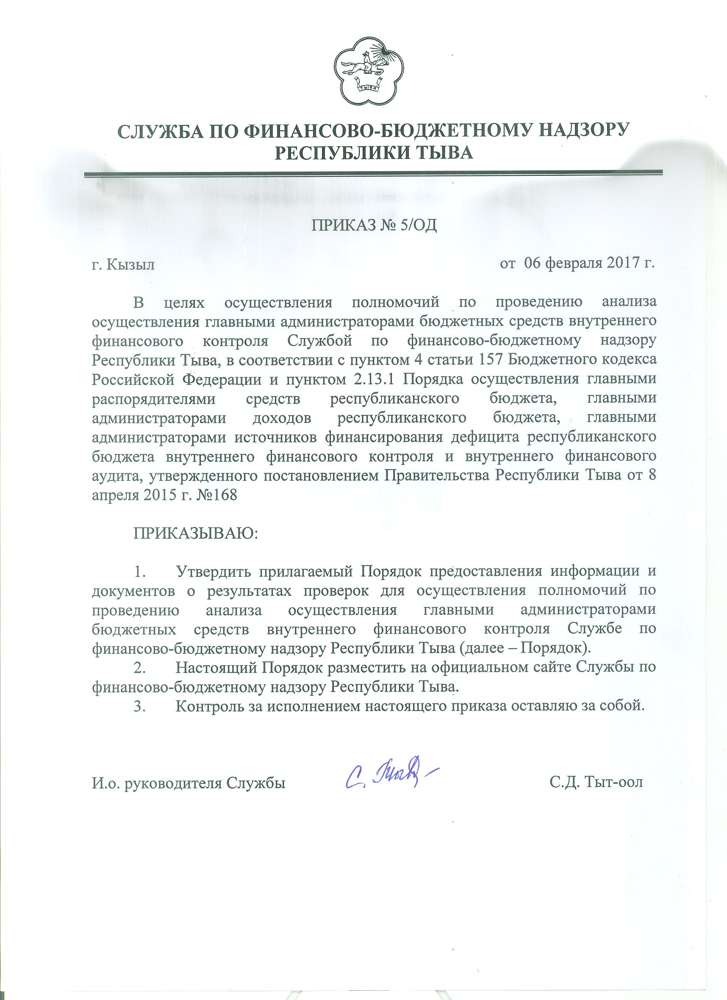 ТЫВА
СЛУЖБА ПО ФИНАНСОВО-БЮДЖЕТНОМУ НАДЗОРУ
РЕСПУБЛИКИ ТЫВА
ПРИКАЗ № 5/ОД
г. Кызыл от 06 февраля 2017 г.
В целях осуществления полномочий по проведению анализа
осуществления главными администраторами бюджетных средств внутреннего
финансового контроля Службой по финансово-бюджетному надзору
Республики Тыва, в соответствии с пунктом 4 статьи 157 Бюджетного кодекса
Российской Федерации и пунктом 2.13.1 Порядка осуществления главными
распорядителями средств республиканского бюджета, главными
администраторами доходов республиканского бюджета, главными
администраторами источников финансирования дефицита республиканского
бюджета внутреннего финансового контроля и внутреннего финансового
аудита, утвержденного постановлением Правительства Республики Тыва от 8
апреля 2015 г. №168
ПРИКАЗЫВАЮ:
1. Утвердить прилагаемый Порядок предоставления информации и
документов о результатах проверок для осуществления полномочий по
проведению анализа осуществления главными администраторами
бюджетных средств внутреннего финансового контроля Службе по
финансово-бюджетному надзору Республики Тыва (далее – Порядок).
2. Настоящий Порядок разместить на официальном сайте Службы по
финансово-бюджетному надзору Республики Тыва.
3. Контроль за исполнением настоящего приказа оставляю за собой.
И.о. руководителя Службы С.Д. Тыт-оол